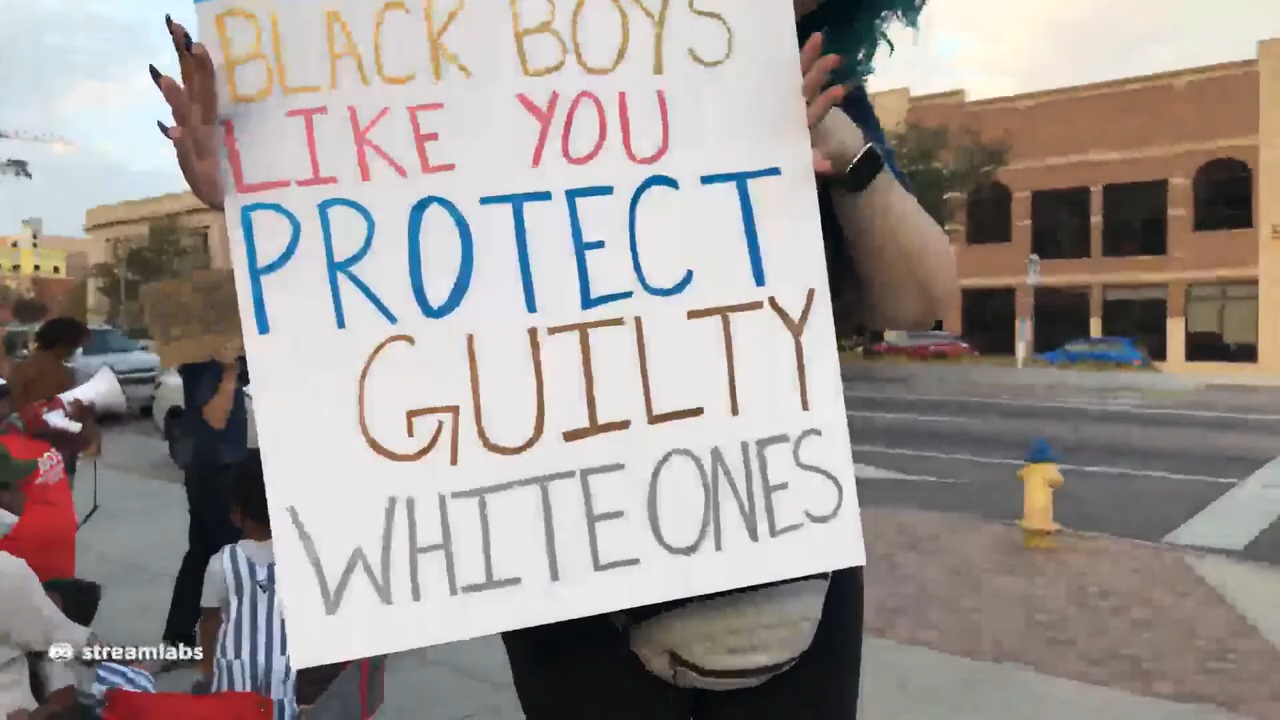 BLACK BOYS
LIKE YOU
PROTECT
GUILTY
WHITE ONES
streamlabs